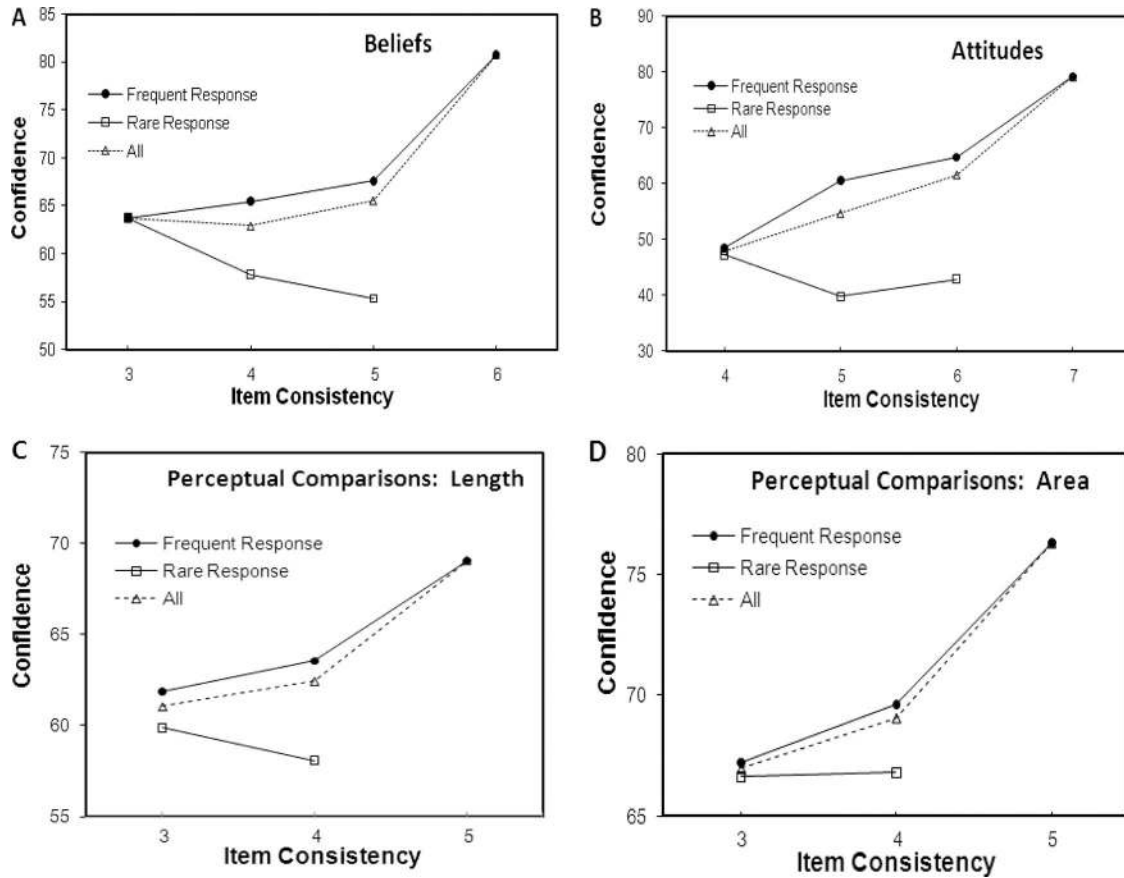 A
Beliefs
85
80
75
70
65
60
55
50
Confidence
Frequent Response
Rare Response
All
3 4 5 6
Item Consistency
B
Attitudes
90
80
70
60
50
40
30
Confidence
Frequent Response
Rare Response
All
4 5 6 7
Item Consistency
C
Perceptual Comparisons: Length
75
70
65
60
55
Confidence
Frequent Response
Rare Response
All
3 4 5
Item Consistency
D
Perceptual Comparisons: Area
80
75
70
65
Confidence
Frequent Response
Rare Response
All
3 4 5
Item Consistency